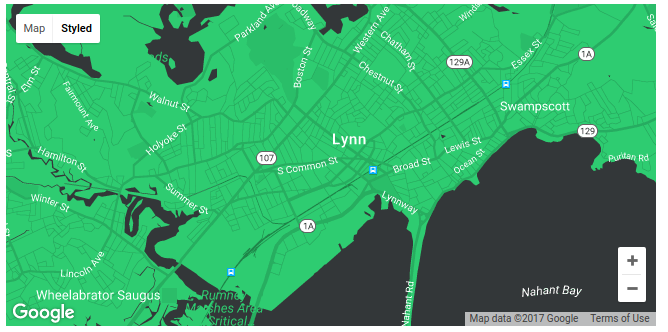 Map
Styled
Parkland Ave
Broadway
Western Ave
Chatham St
Boston St
Chestnut St
129A
Essex St
1A
Elm St
Fairmount Ave
Walnut St
Holyoke St
Swampscott
Lynn
129
Hamilton St
107
S Common St
Broad St
Lewis St
Ocean St
Puritan Rd
Winter St
Summer St
Lynnway
1A
Lincoln Ave
Wheelabrator Saugus
Rumney
Marshes Area
Critical
Nahant Rd
Nahant Bay
+
−
Google
Map data ©2017 Google
Terms of Use